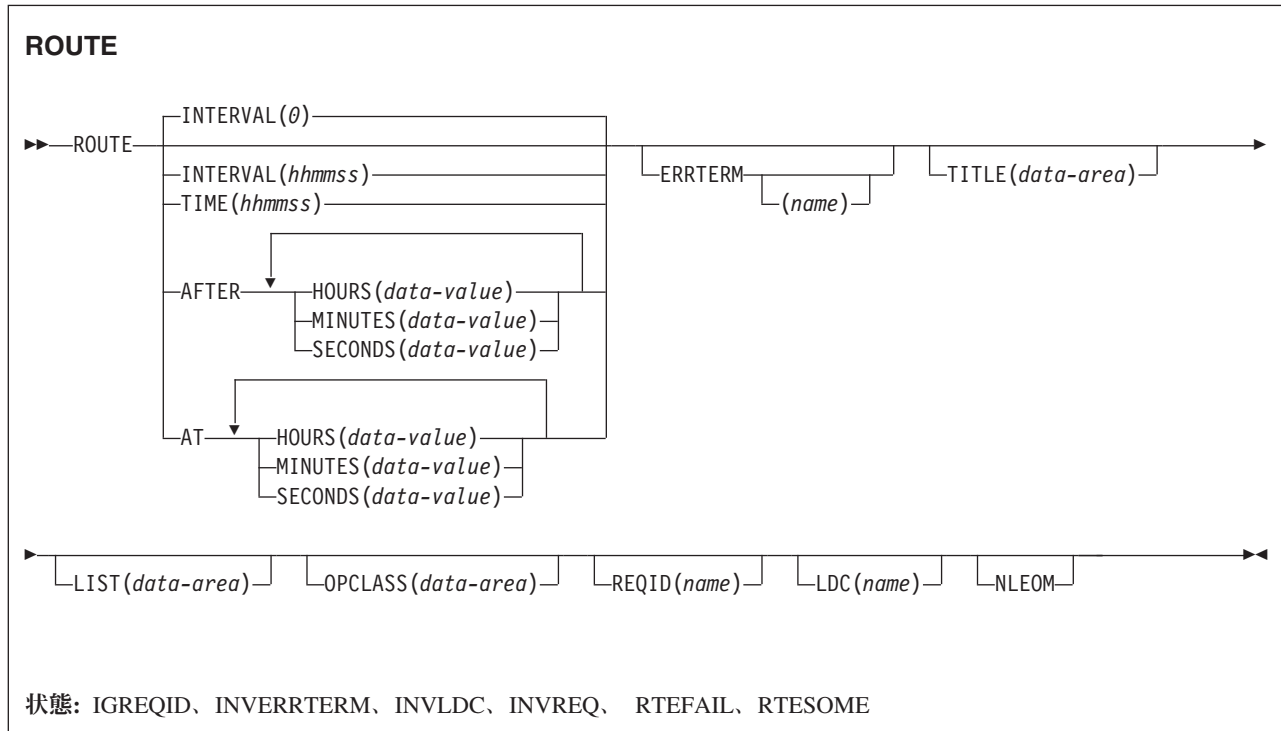 ROUTE
INTERVAL(0)
ROUTE
INTERVAL(hhmmss)
TIME(hhmmss)
ERRTERM
(name)
TITLE(data-area)
AFTER
HOURS(data-value)
MINUTES(data-value)
SECONDS(data-value)
AT
HOURS(data-value)
MINUTES(data-value)
SECONDS(data-value)
LIST(data-area)
OPCLASS(data-area)
REQID(name)
LDC(name)
NLEOM
状態: IGREQID、INVERRTERM、INVLDC、INVREQ、 RTEFAIL、RTESOME